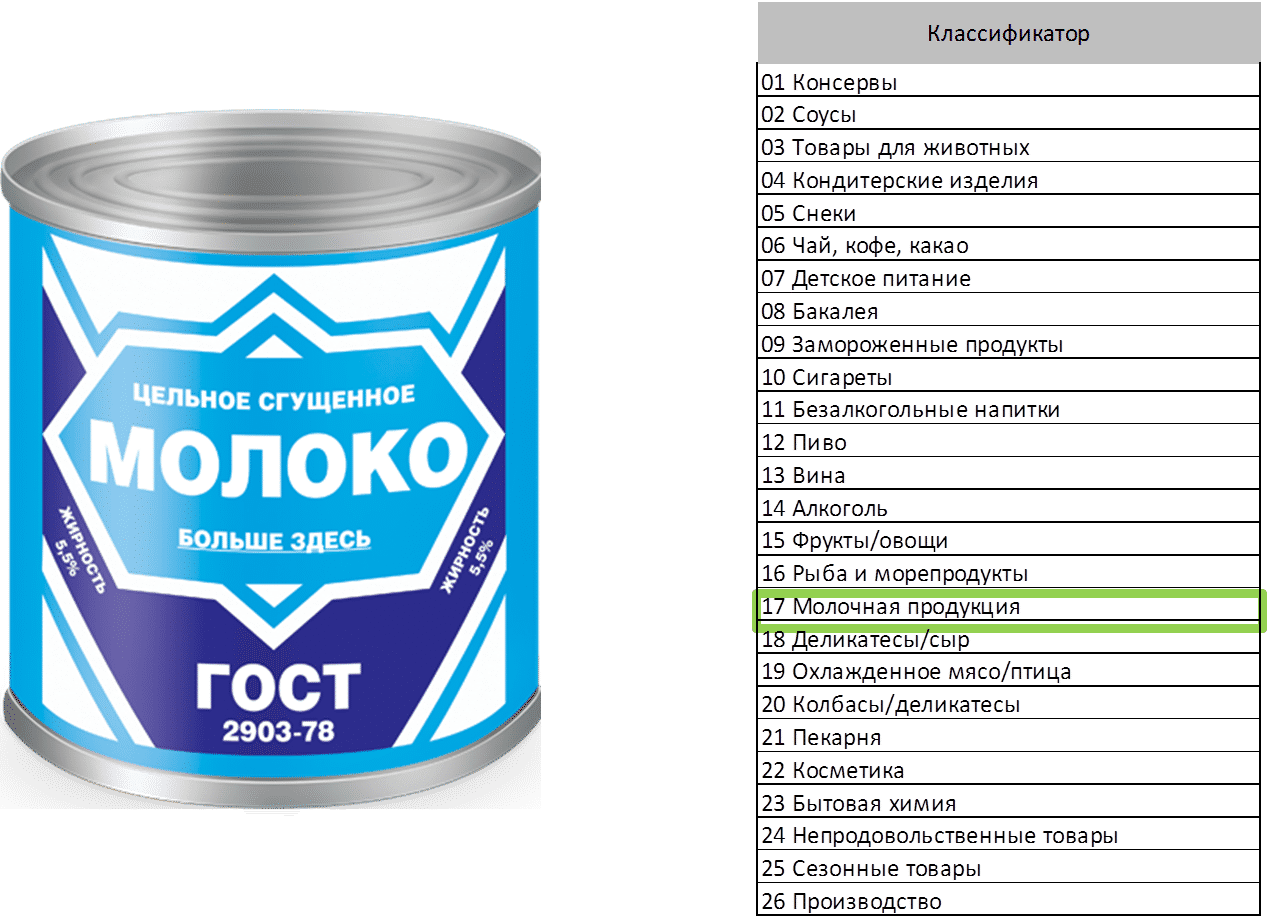 ЦЕЛЬНОЕ СГУЩЕННОЕ
МОЛОКО
БОЛЬШЕ ЗДЕСЬ
ЖИРНОСТЬ
5,5%
ЖИРНОСТЬ
5,5%
ГОСТ
2903-78
Классификатор
01 Консервы
02 Соусы
03 Товары для животных
04 Кондитерские изделия
05 Снеки
06 Чай, кофе, какао
07 Детское питание
08 Бакалея
09 Замороженные продукты
10 Сигареты
11 Безалкогольные напитки
12 Пиво
13 Вина
14 Алкоголь
15 Фрукты/овощи
16 Рыба и морепродукты
17 Молочная продукция
18 Деликатесы/сыр
19 Охлажденное мясо/птица
20 Колбасы/деликатесы
21 Пекарня
22 Косметика
23 Бытовая химия
24 Непродовольственные товары
25 Сезонные товары
26 Производство